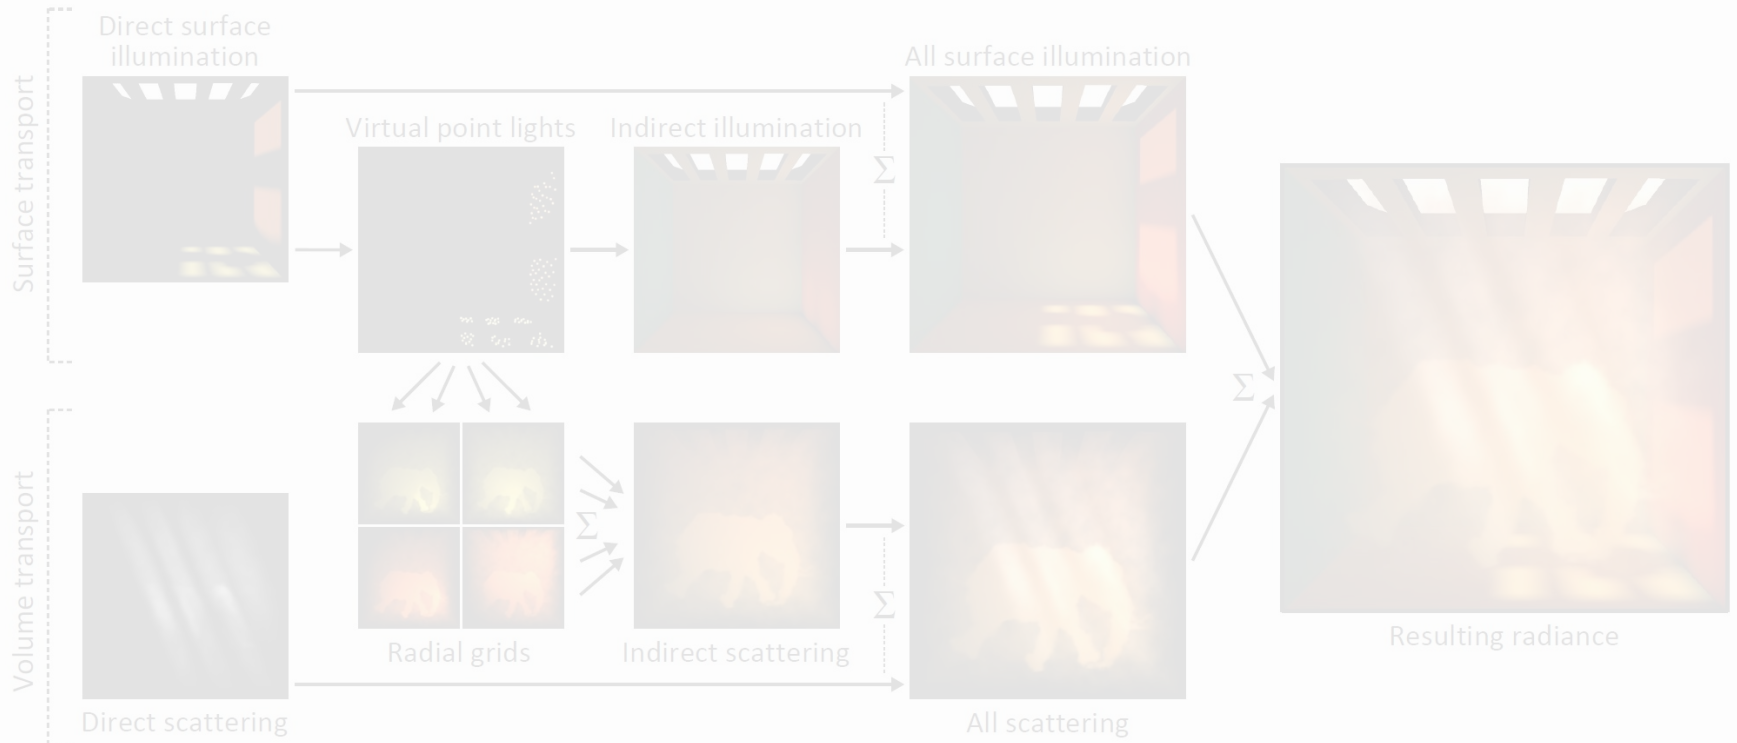 Direct surface
illumination
All surface illumination
Virtual point lights
Indirect illumination
Σ
Surface transport
Σ
Volume transport
Σ
Σ
Radial grids
Indirect scattering
Resulting radiance
Direct scattering
All scattering